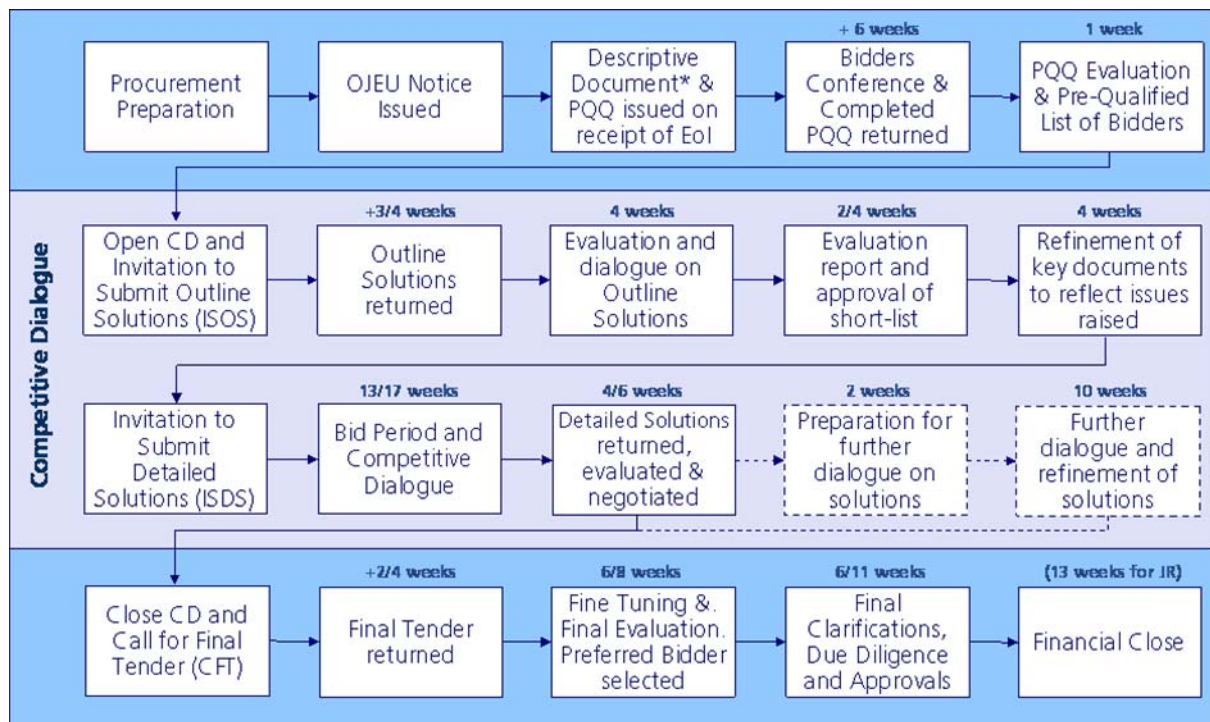 + 6 weeks
1 week
Procurement
Preparation
OJEU Notice
Issued
Descriptive
Document* &
PQQ issued on
receipt of EoI
Bidders
Conference &
Completed
PQQ returned
PQQ Evaluation
& Pre-Qualified
List of Bidders
Competitive Dialogue
+3/4 weeks
4 weeks
2/4 weeks
4 weeks
Open CD and
Invitation to
Submit Outline
Solutions (ISOS)
Outline
Solutions
returned
Evaluation and
dialogue on
Outline
Solutions
Evaluation
report and
approval of
short-list
Refinement of
key documents
to reflect issues
raised
13/17 weeks
4/6 weeks
2 weeks
10 weeks
Invitation to
Submit
Detailed
Solutions (ISDS)
Bid Period and
Competitive
Dialogue
Detailed Solutions
returned,
evaluated &
negotiated
Preparation for
further
dialogue on
solutions
Further
dialogue and
refinement of
solutions
+2/4 weeks
6/8 weeks
6/11 weeks
(13 weeks for JR)
Close CD and
Call for Final
Tender (CFT)
Final Tender
returned
Fine Tuning &.
Final Evaluation.
Preferred Bidder
selected
Final
Clarifications,
Due Diligence
and Approvals
Financial Close